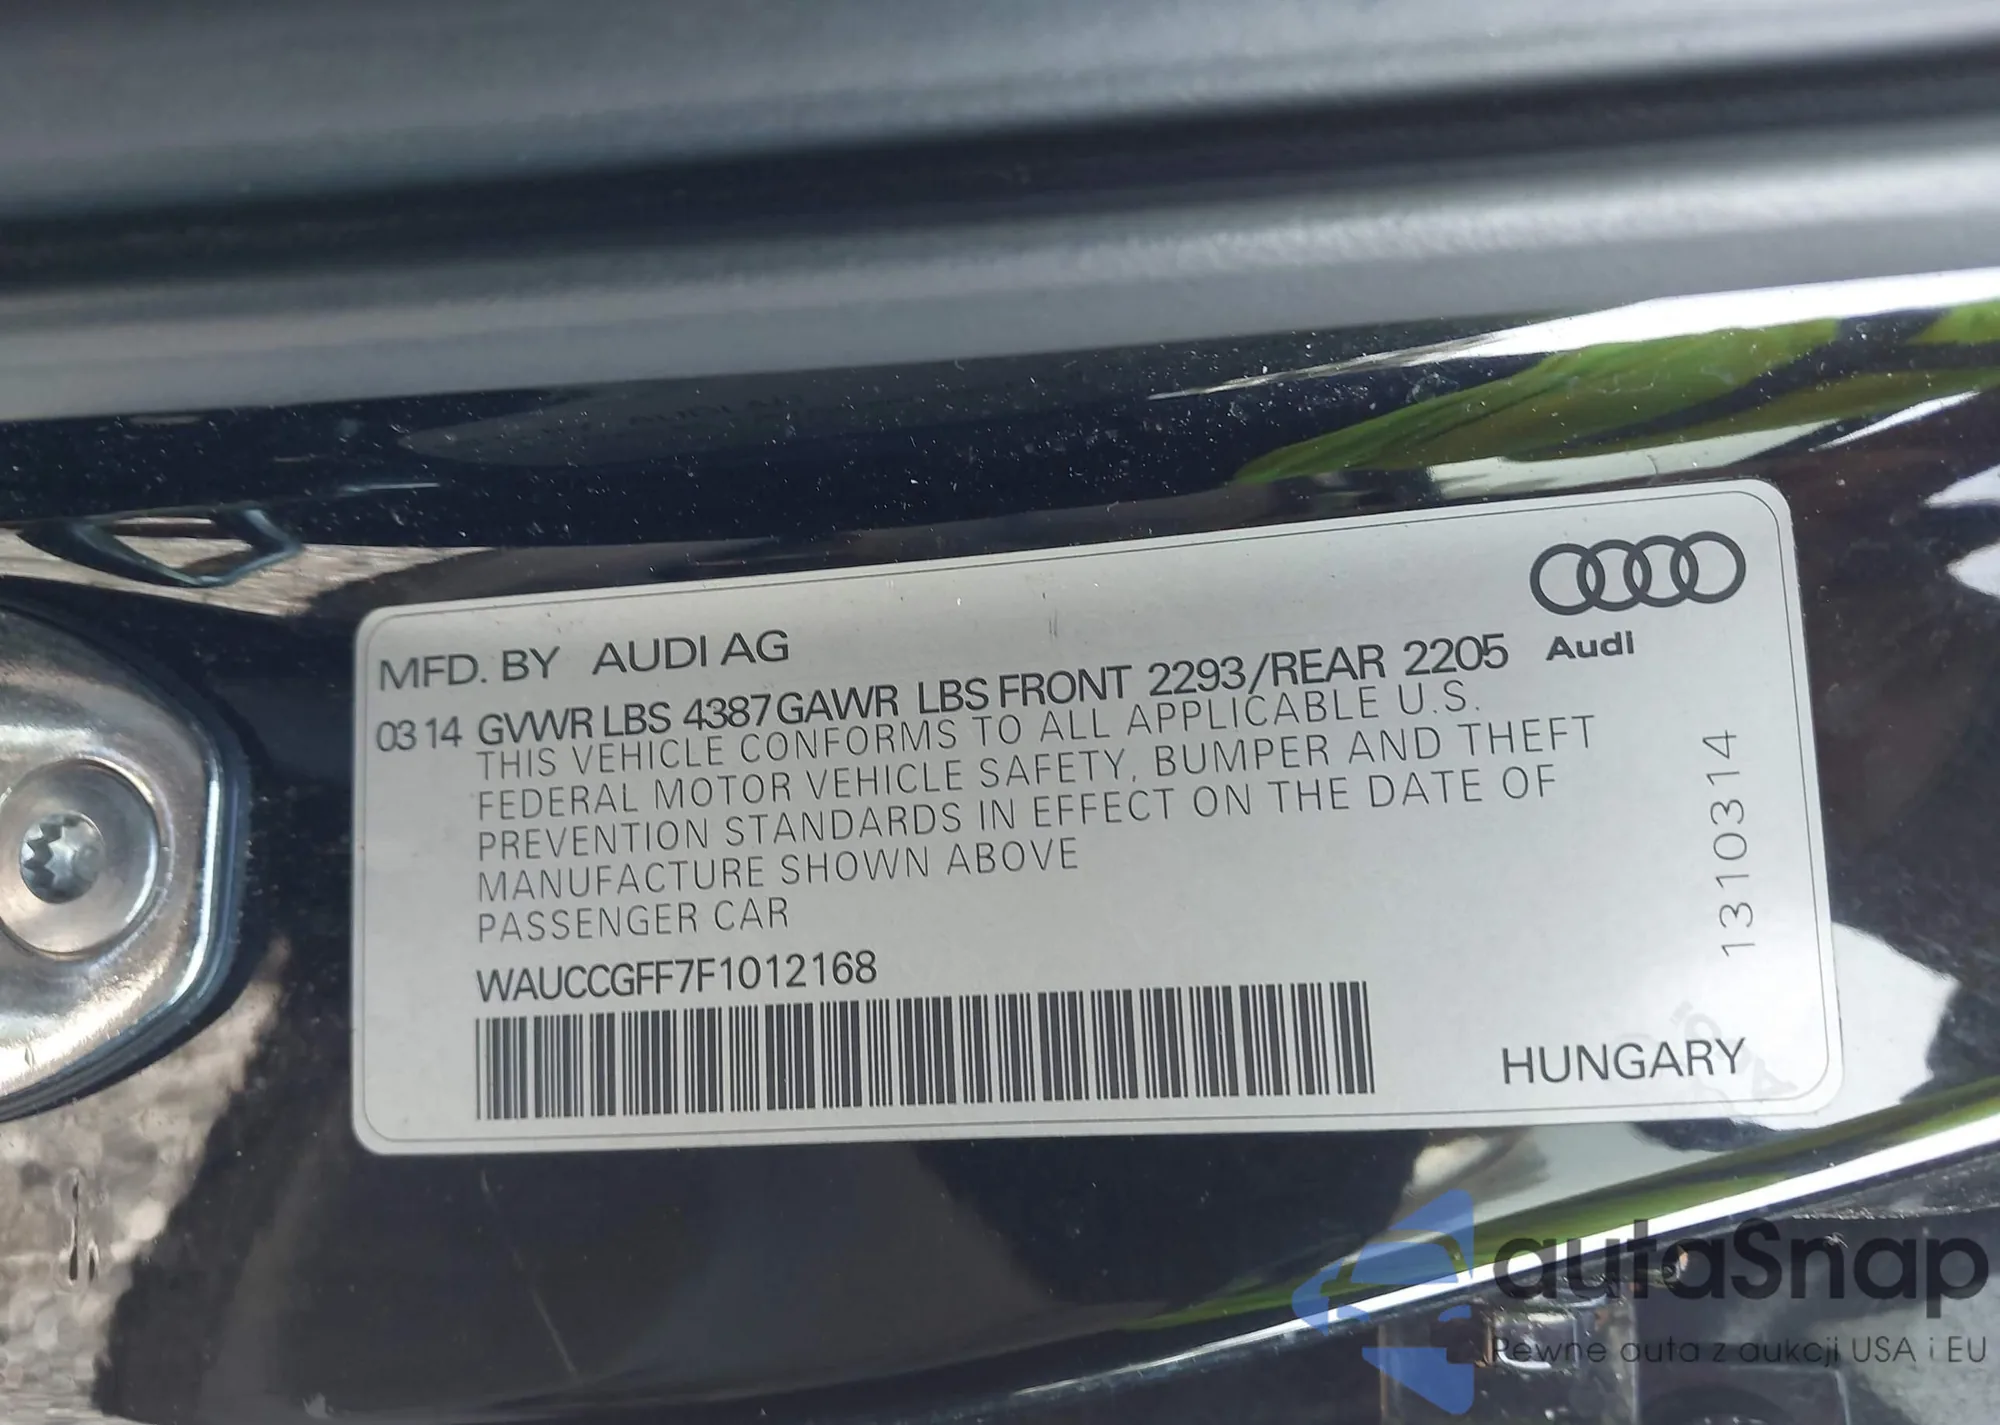 MFD. BY AUDI AG
0314 GVWR LBS 4387 GAWR LBS FRONT 2293/REAR 2205
Audi
THIS VEHICLE CONFORMS TO ALL APPLICABLE U.S.
FEDERAL MOTOR VEHICLE SAFETY, BUMPER AND THEFT
PREVENTION STANDARDS IN EFFECT ON THE DATE OF
MANUFACTURE SHOWN ABOVE
PASSENGER CAR
WAUCCGFF7F1012168
1310314
HUNGARY
autaSnap
Pewne auta z aukcji USA i EU